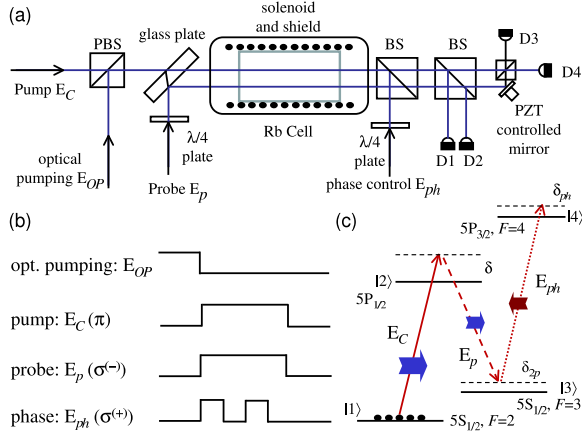 (a)
solenoid
and shield
glass plate
PBS
BS
BS
D3
D4
Pump E_C
Rb Cell
λ/4
plate
λ/4
plate
D1 D2
PZT
controlled
mirror
optical
pumping E_OP
Probe E_p
phase control E_ph
(b)
opt. pumping: E_OP
pump: E_C (π)
probe: E_p (σ^(-))
phase: E_ph (σ^(+))
(c)
δ_ph
|4⟩
5P_3/2, F=4
|2⟩
δ
5P_1/2
E_ph
E_C
E_p
δ_2p
|1⟩
|3⟩
5S_1/2, F=3
5S_1/2, F=2